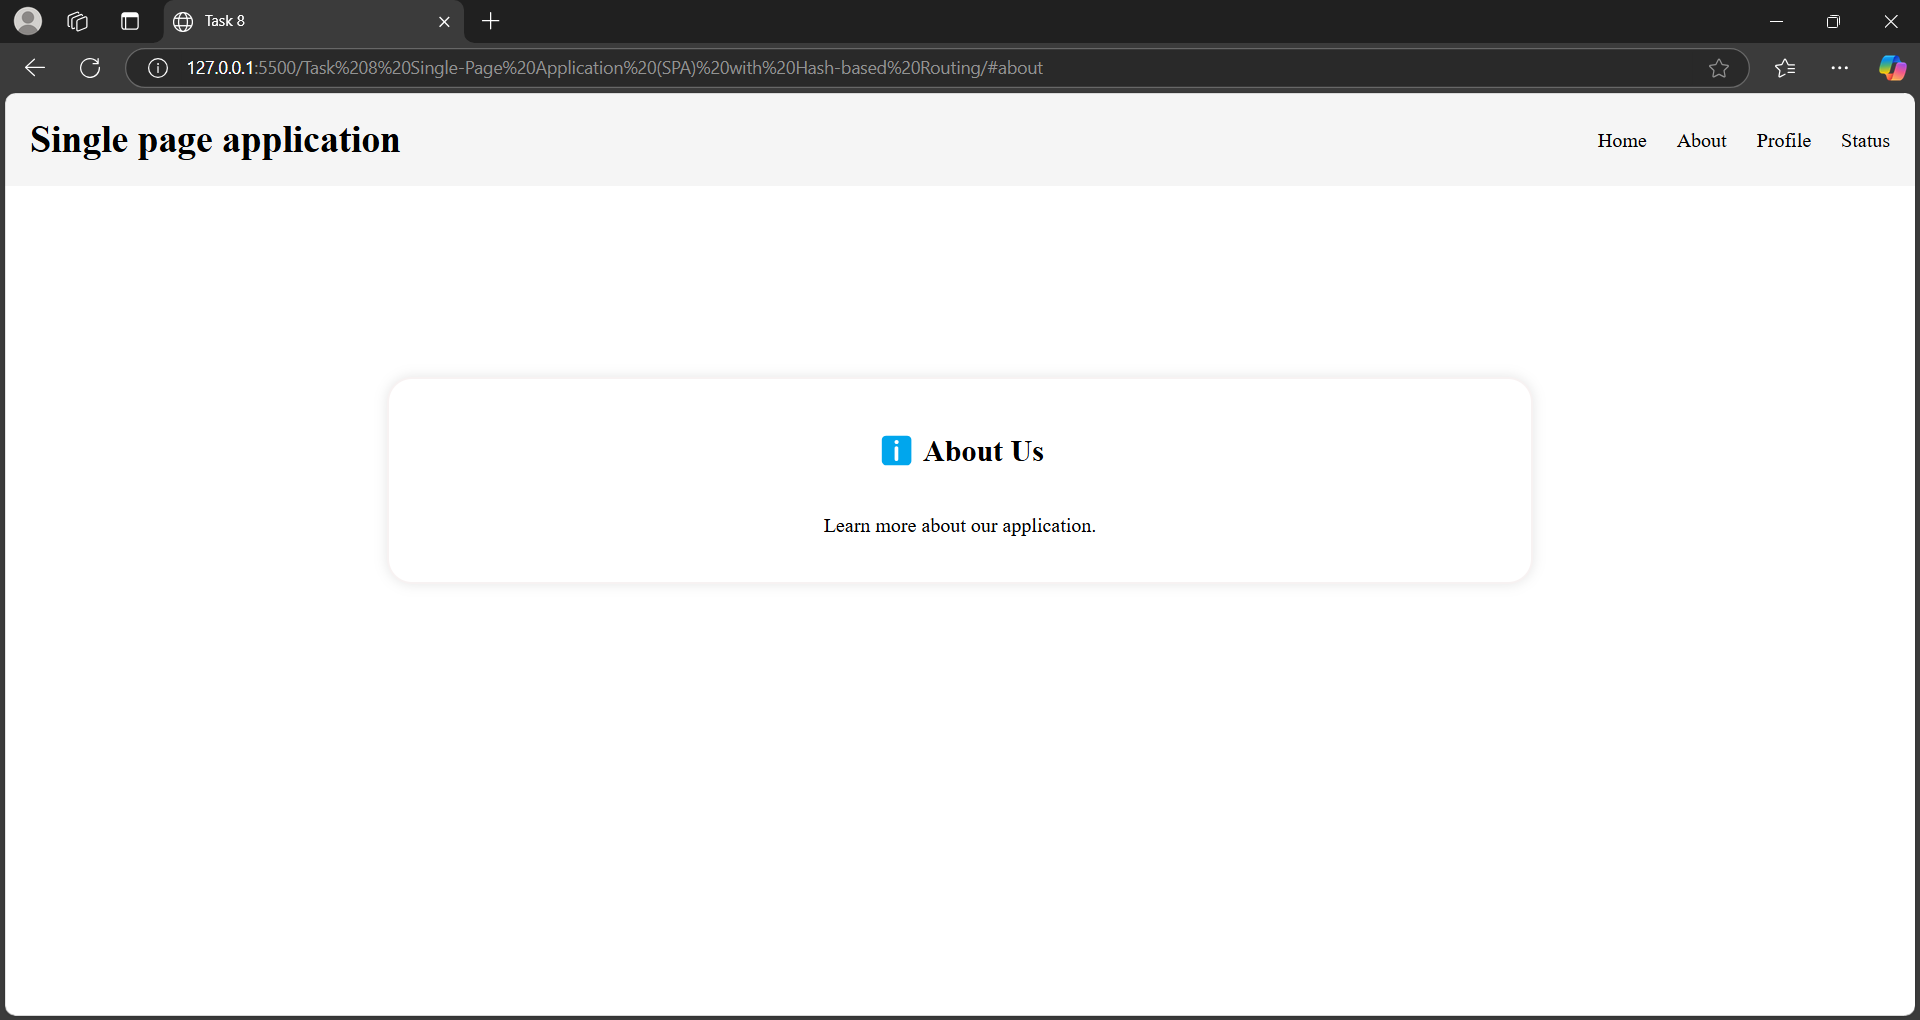 Task 8
127.0.0.1:5500/Task%208%20Single-Page%20Application%20(SPA)%20with%20Hash-based%20Routing/#about
Single page application
Home About Profile Status
ℹ️ About Us
Learn more about our application.